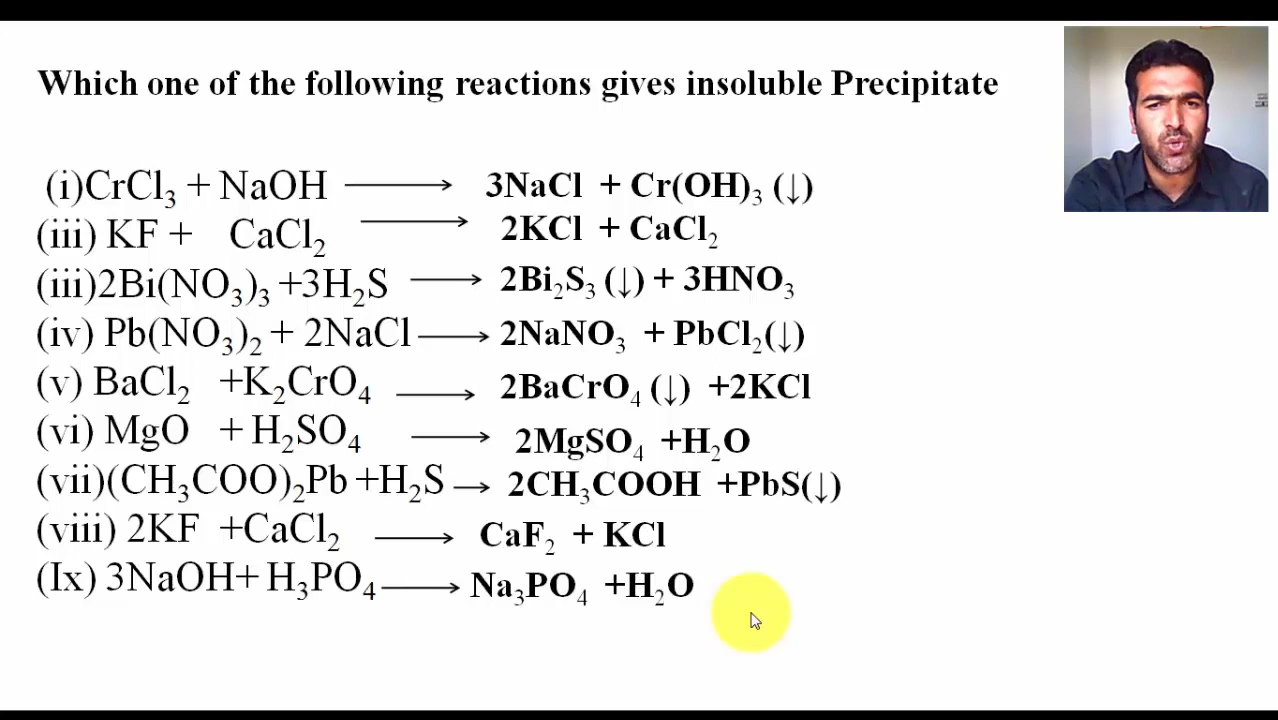 Which one of the following reactions gives insoluble Precipitate
(i)CrCl₃ + NaOH ⟶ 3NaCl + Cr(OH)₃ (↓)
(iii) KF + CaCl₂ ⟶ 2KCl + CaCl₂
(iii)2Bi(NO₃)₃ +3H₂S ⟶ 2Bi₂S₃ (↓) + 3HNO₃
(iv) Pb(NO₃)₂ + 2NaCl ⟶ 2NaNO₃ + PbCl₂(↓)
(v) BaCl₂ +K₂CrO₄ ⟶ 2BaCrO₄ (↓) +2KCl
(vi) MgO + H₂SO₄ ⟶ 2MgSO₄ +H₂O
(vii)(CH₃COO)₂Pb +H₂S ⟶ 2CH₃COOH +PbS(↓)
(viii) 2KF +CaCl₂ ⟶ CaF₂ + KCl
(Ix) 3NaOH+ H₃PO₄ ⟶ Na₃PO₄ +H₂O